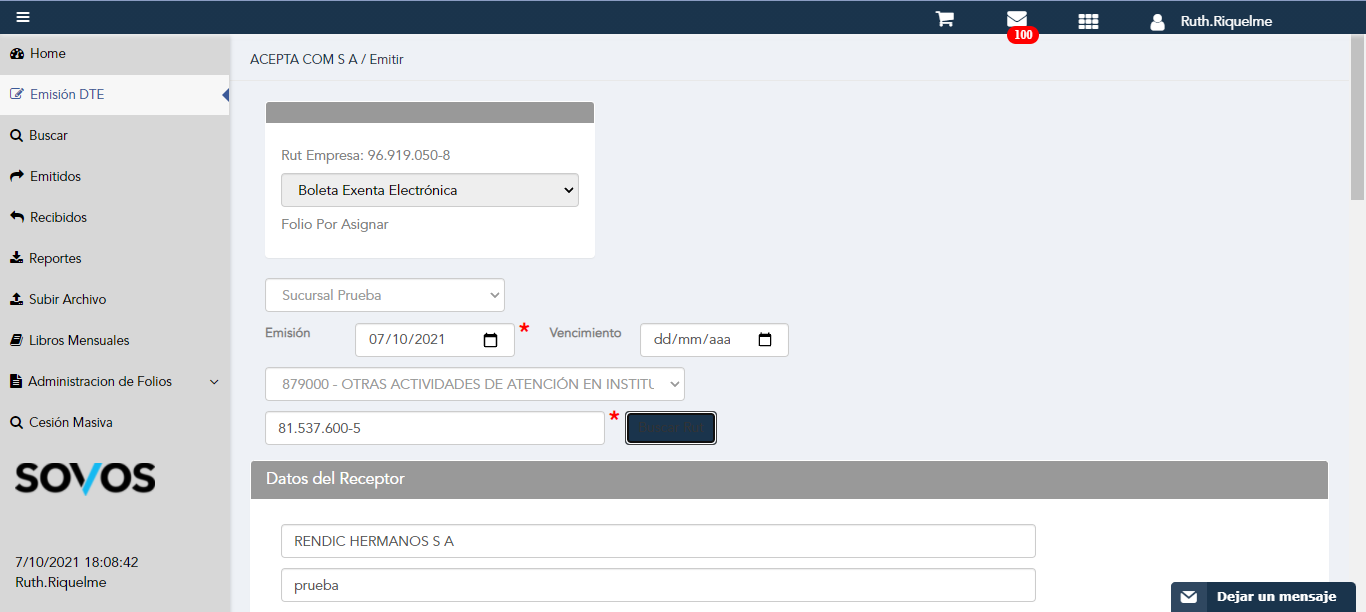 Ruth.Riquelme
100
Home
Emisión DTE
Buscar
Emitidos
Recibidos
Reportes
Subir Archivo
Libros Mensuales
Administracion de Folios
Cesión Masiva
SOVOS
7/10/2021 18:08:42
Ruth.Riquelme
ACEPTA COM S A / Emitir
Rut Empresa: 96.919.050-8
Boleta Exenta Electrónica
Folio Por Asignar
Sucursal Prueba
Emisión 07/10/2021 * Vencimiento dd/mm/aaa
879000 - OTRAS ACTIVIDADES DE ATENCIÓN EN INSTITU
81.537.600-5 *
Datos del Receptor
RENDIC HERMANOS S A
prueba
Dejar un mensaje